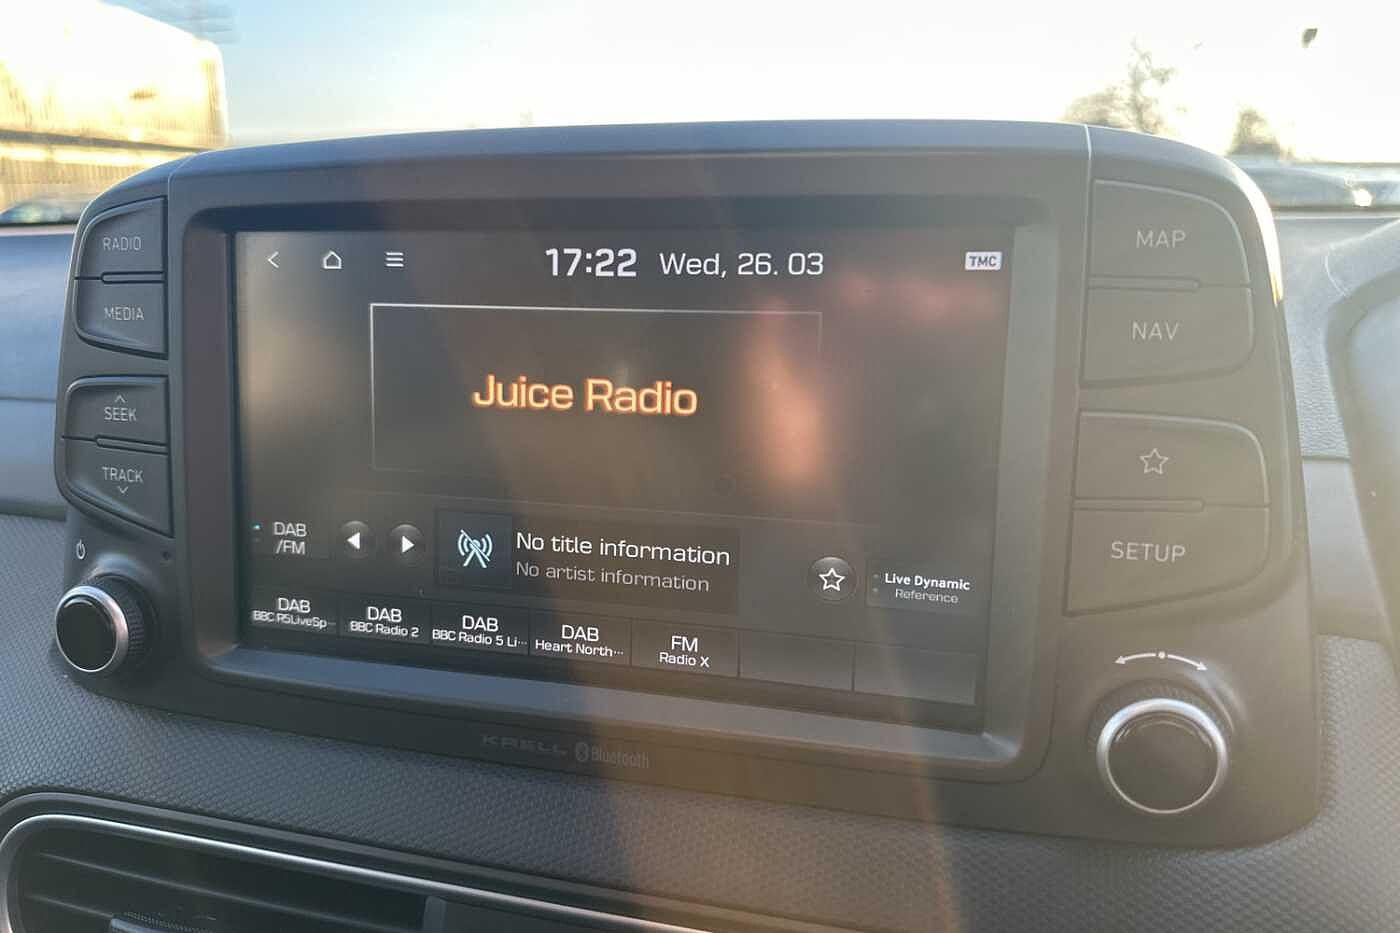 RADIO
MEDIA
SEEK
TRACK
17:22 Wed, 26. 03
TMC
Juice Radio
DAB
/FM
No title information
No artist information
Live Dynamic
Reference
DAB
BBC R5LiveSp...
DAB
BBC Radio 2
DAB
BBC Radio 5 Li...
DAB
Heart North...
FM
Radio X
KRELL Bluetooth
MAP
NAV
SETUP